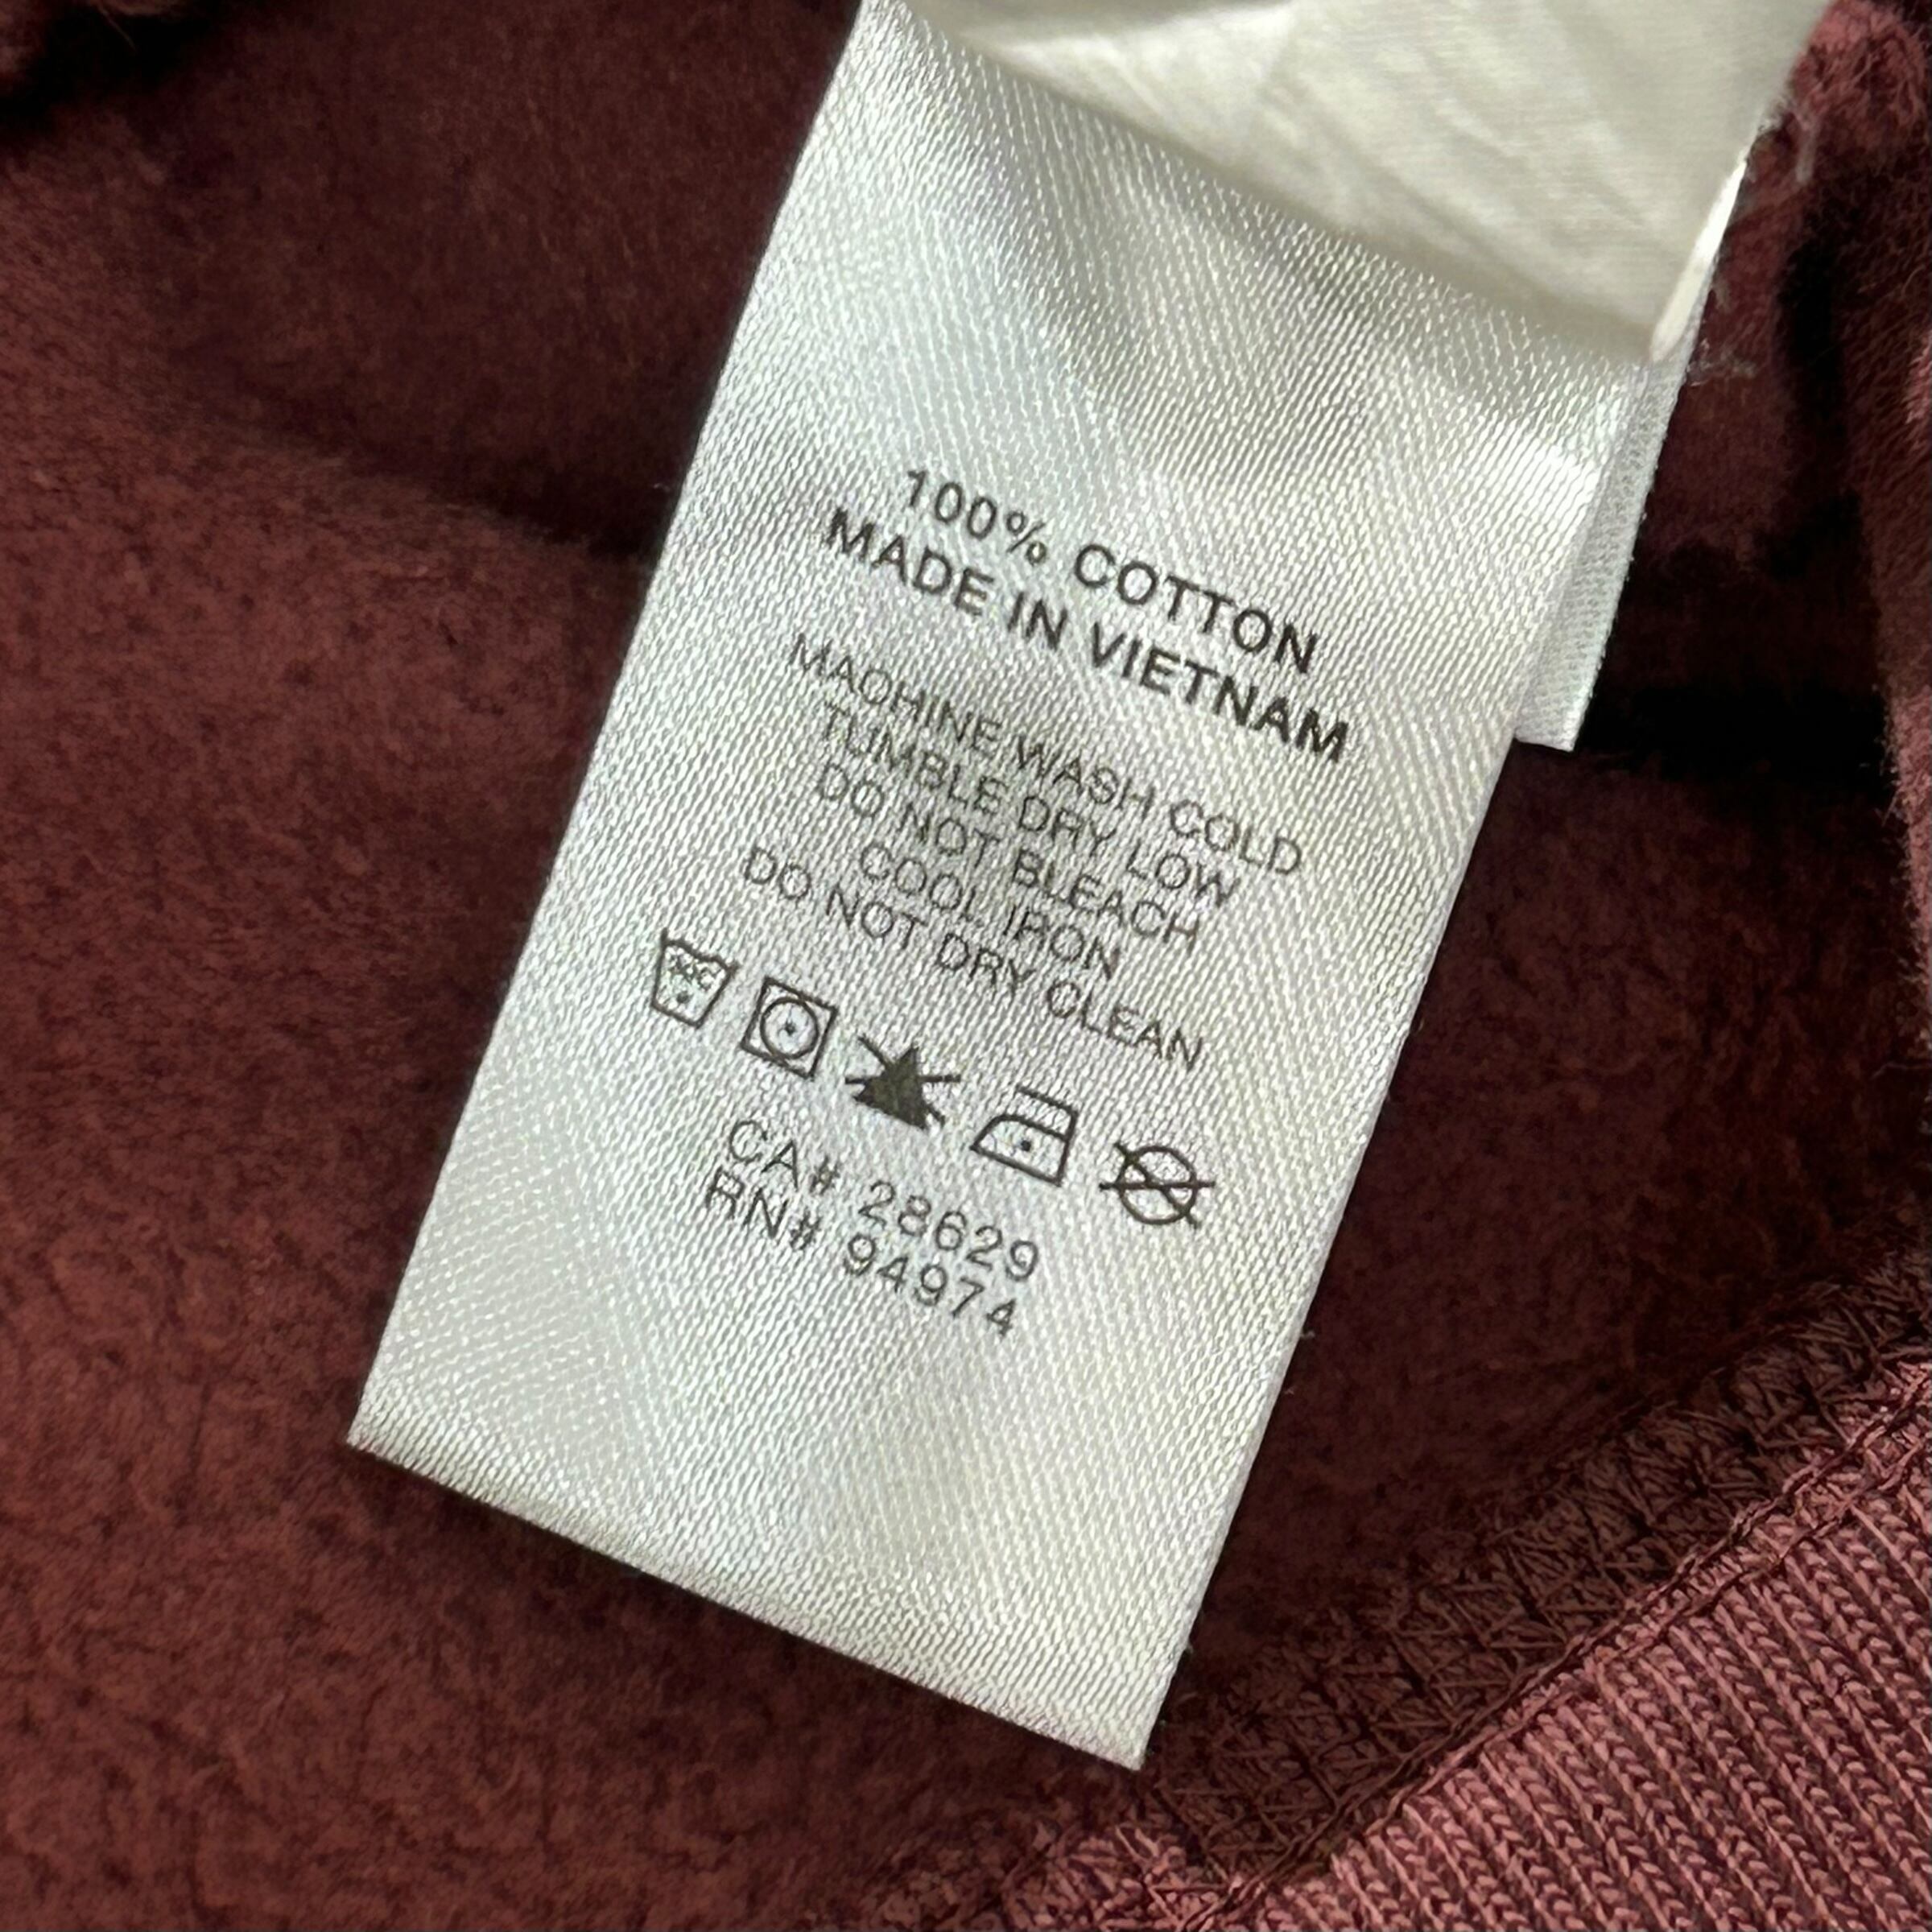 100% COTTON
MADE IN VIETNAM
MACHINE WASH COLD
TUMBLE DRY LOW
DO NOT BLEACH
COOL IRON
DO NOT DRY CLEAN
CA# 28629
RN# 94974